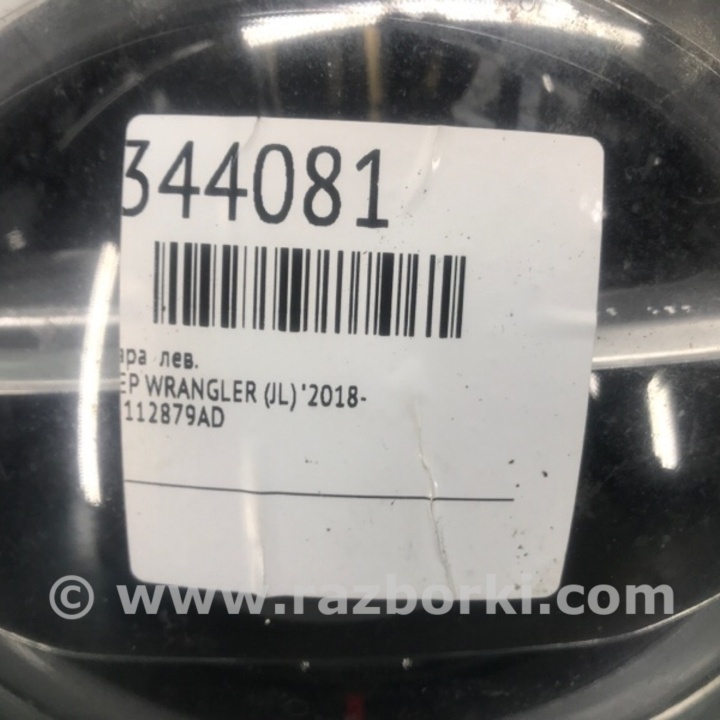 344081
ара лев.
EP WRANGLER (JL) '2018-
112879AD
© www.razborki.com